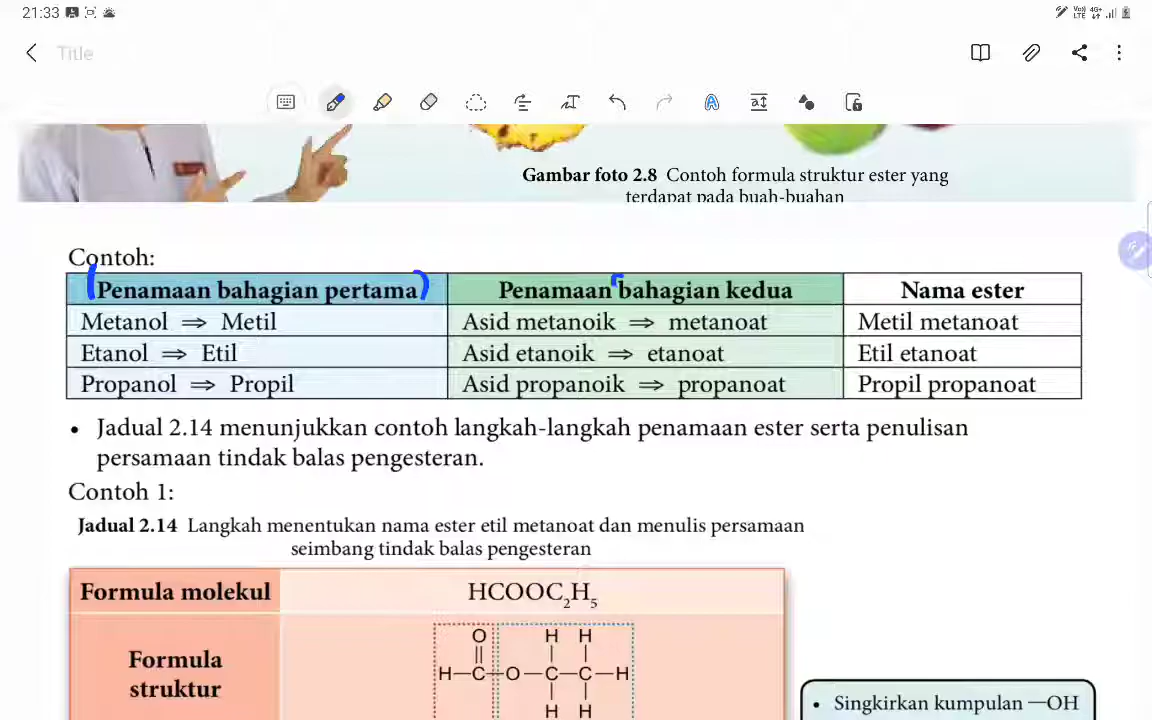 21:33
Title
Gambar foto 2.8 Contoh formula struktur ester yang
terdapat pada buah-buahan
Contoh:
Penamaan bahagian pertama Penamaan bahagian kedua Nama ester
Metanol ⇒ Metil Asid metanoik ⇒ metanoat Metil metanoat
Etanol ⇒ Etil Asid etanoik ⇒ etanoat Etil etanoat
Propanol ⇒ Propil Asid propanoik ⇒ propanoat Propil propanoat
• Jadual 2.14 menunjukkan contoh langkah-langkah penamaan ester serta penulisan
persamaan tindak balas pengesteran.
Contoh 1:
Jadual 2.14 Langkah menentukan nama ester etil metanoat dan menulis persamaan
seimbang tindak balas pengesteran
Formula molekul HCOOC₂H₅
Formula
struktur
O H H
H—C—O—C—C—H
H H
• Singkirkan kumpulan —OH